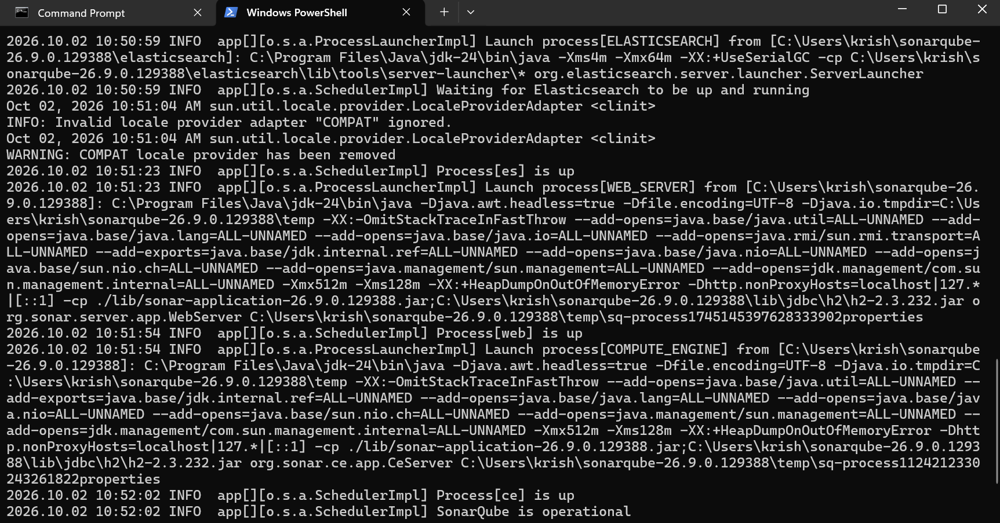 Command Prompt
Windows PowerShell
2026.10.02 10:50:59 INFO  app[][o.s.a.ProcessLauncherImpl] Launch process[ELASTICSEARCH] from [C:\Users\krish\sonarqube-
26.9.0.129388\elasticsearch]: C:\Program Files\Java\jdk-24\bin\java -Xms4m -Xmx64m -XX:+UseSerialGC -cp C:\Users\krish\s
onarqube-26.9.0.129388\elasticsearch\lib\tools\server-launcher\* org.elasticsearch.server.launcher.ServerLauncher
2026.10.02 10:50:59 INFO  app[][o.s.a.SchedulerImpl] Waiting for Elasticsearch to be up and running
Oct 02, 2026 10:51:04 AM sun.util.locale.provider.LocaleProviderAdapter <clinit>
INFO: Invalid locale provider adapter "COMPAT" ignored.
Oct 02, 2026 10:51:04 AM sun.util.locale.provider.LocaleProviderAdapter <clinit>
WARNING: COMPAT locale provider has been removed
2026.10.02 10:51:23 INFO  app[][o.s.a.SchedulerImpl] Process[es] is up
2026.10.02 10:51:23 INFO  app[][o.s.a.ProcessLauncherImpl] Launch process[WEB_SERVER] from [C:\Users\krish\sonarqube-26.
9.0.129388]: C:\Program Files\Java\jdk-24\bin\java -Djava.awt.headless=true -Dfile.encoding=UTF-8 -Djava.io.tmpdir=C:\Us
ers\krish\sonarqube-26.9.0.129388\temp -XX:-OmitStackTraceInFastThrow --add-opens=java.base/java.util=ALL-UNNAMED --add-
opens=java.base/java.lang=ALL-UNNAMED --add-opens=java.base/java.io=ALL-UNNAMED --add-opens=java.rmi/sun.rmi.transport=A
LL-UNNAMED --add-exports=java.base/jdk.internal.ref=ALL-UNNAMED --add-opens=java.base/java.nio=ALL-UNNAMED --add-opens=j
ava.base/sun.nio.ch=ALL-UNNAMED --add-opens=java.management/sun.management=ALL-UNNAMED --add-opens=jdk.management/com.su
n.management.internal=ALL-UNNAMED -Xmx512m -Xms128m -XX:+HeapDumpOnOutOfMemoryError -Dhttp.nonProxyHosts=localhost|127.*
|[::1] -cp ./lib/sonar-application-26.9.0.129388.jar;C:\Users\krish\sonarqube-26.9.0.129388\lib\jdbc\h2\h2-2.3.232.jar o
rg.sonar.server.app.WebServer C:\Users\krish\sonarqube-26.9.0.129388\temp\sq-process1745145397628333902properties
2026.10.02 10:51:54 INFO  app[][o.s.a.SchedulerImpl] Process[web] is up
2026.10.02 10:51:54 INFO  app[][o.s.a.ProcessLauncherImpl] Launch process[COMPUTE_ENGINE] from [C:\Users\krish\sonarqube
-26.9.0.129388]: C:\Program Files\Java\jdk-24\bin\java -Djava.awt.headless=true -Dfile.encoding=UTF-8 -Djava.io.tmpdir=C
:\Users\krish\sonarqube-26.9.0.129388\temp -XX:-OmitStackTraceInFastThrow --add-opens=java.base/java.util=ALL-UNNAMED --
add-exports=java.base/jdk.internal.ref=ALL-UNNAMED --add-opens=java.base/java.lang=ALL-UNNAMED --add-opens=java.base/jav
a.nio=ALL-UNNAMED --add-opens=java.base/sun.nio.ch=ALL-UNNAMED --add-opens=java.management/sun.management=ALL-UNNAMED --
add-opens=jdk.management/com.sun.management.internal=ALL-UNNAMED -Xmx512m -Xms128m -XX:+HeapDumpOnOutOfMemoryError -Dhtt
p.nonProxyHosts=localhost|127.*|[::1] -cp ./lib/sonar-application-26.9.0.129388.jar;C:\Users\krish\sonarqube-26.9.0.1293
88\lib\jdbc\h2\h2-2.3.232.jar org.sonar.ce.app.CeServer C:\Users\krish\sonarqube-26.9.0.129388\temp\sq-process1124212330
243261822properties
2026.10.02 10:52:02 INFO  app[][o.s.a.SchedulerImpl] Process[ce] is up
2026.10.02 10:52:02 INFO  app[][o.s.a.SchedulerImpl] SonarQube is operational